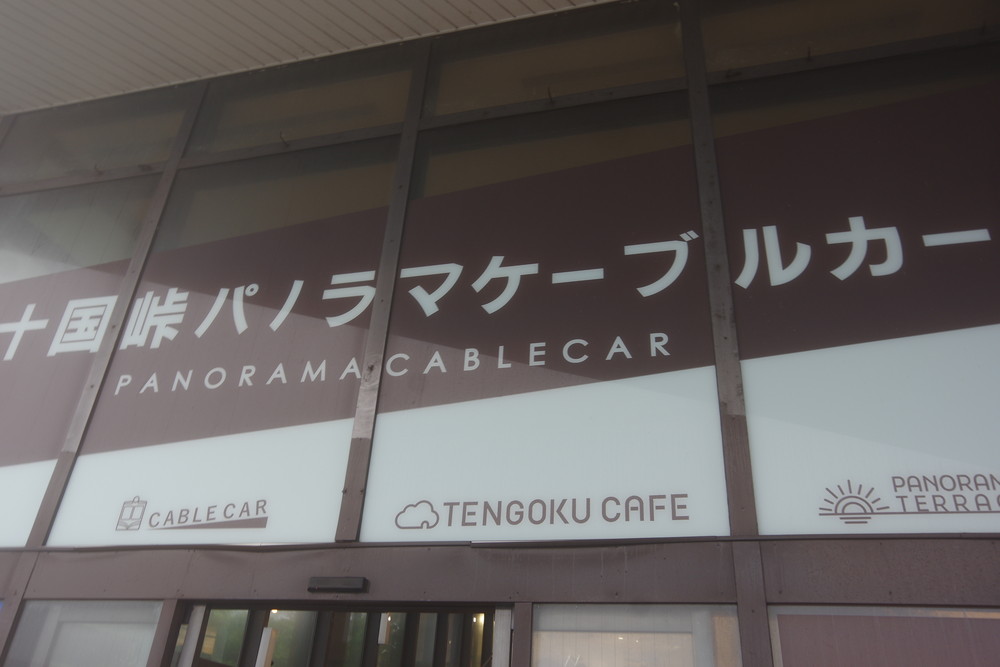 十国峠パノラマケーブルカー
PANORAMA CABLECAR
CABLE CAR
TENGOKU CAFE
PANORAM
TERRAC